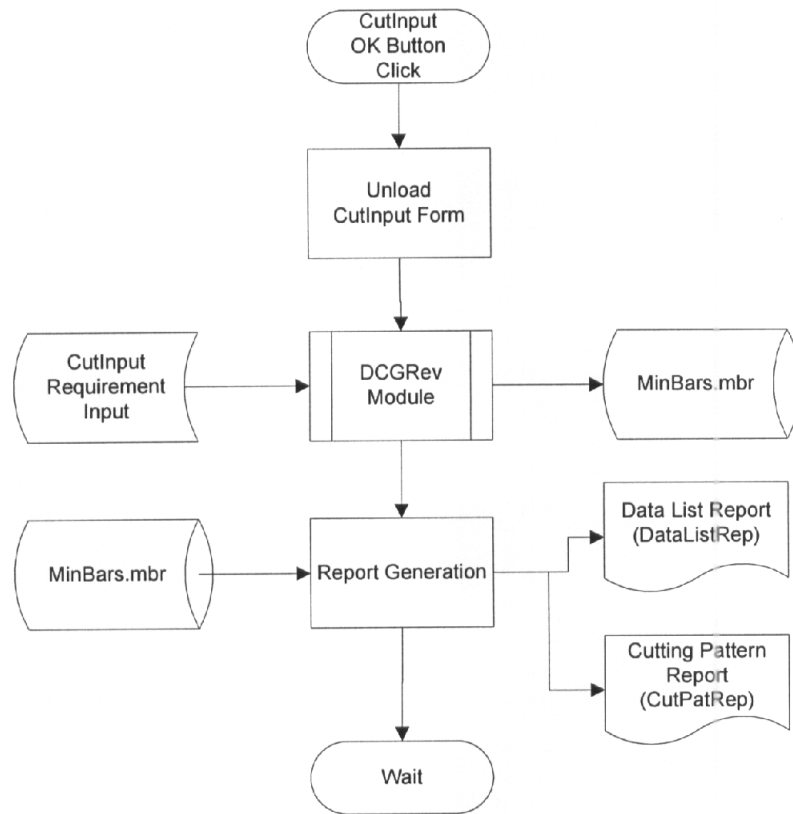 CutInput
OK Button
Click
Unload
CutInput Form
CutInput
Requirement
Input
DCGRev
Module
MinBars.mbr
MinBars.mbr
Report Generation
Data List Report
(DataListRep)
Cutting Pattern
Report
(CutPatRep)
Wait